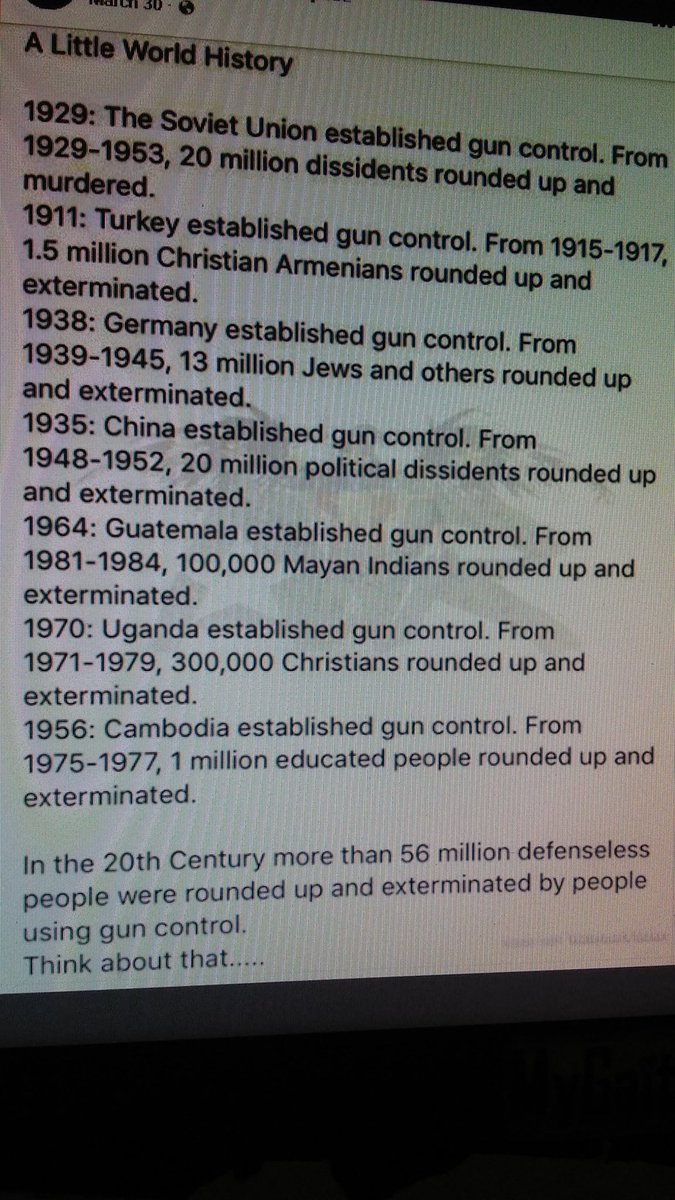 March 30 ·
A Little World History
1929: The Soviet Union established gun control. From
1929-1953, 20 million dissidents rounded up and
murdered.
1911: Turkey established gun control. From 1915-1917,
1.5 million Christian Armenians rounded up and
exterminated.
1938: Germany established gun control. From
1939-1945, 13 million Jews and others rounded up
and exterminated.
1935: China established gun control. From
1948-1952, 20 million political dissidents rounded up
and exterminated.
1964: Guatemala established gun control. From
1981-1984, 100,000 Mayan Indians rounded up and
exterminated.
1970: Uganda established gun control. From
1971-1979, 300,000 Christians rounded up and
exterminated.
1956: Cambodia established gun control. From
1975-1977, 1 million educated people rounded up and
exterminated.
In the 20th Century more than 56 million defenseless
people were rounded up and exterminated by people
using gun control.
Think about that.....